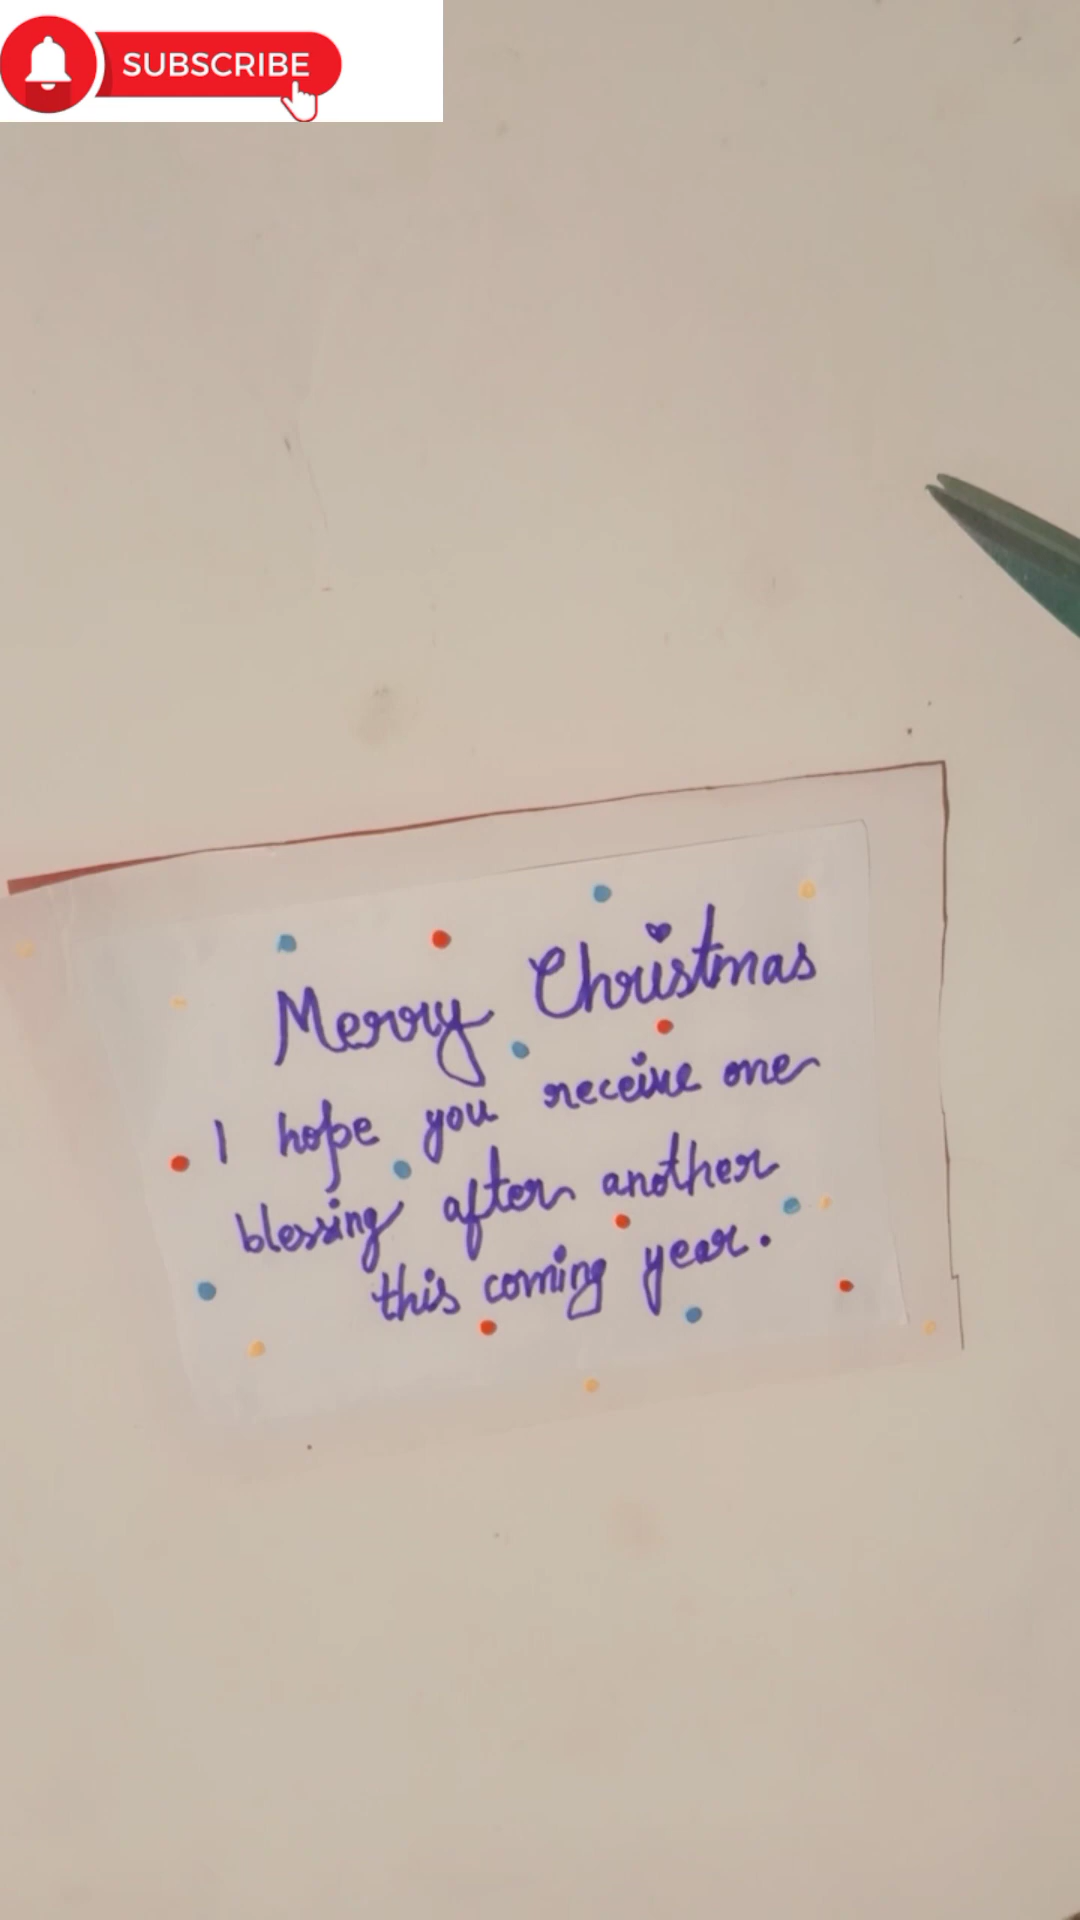 SUBSCRIBE
Merry Christmas
I hope you receive one
blessing after another
this coming year.